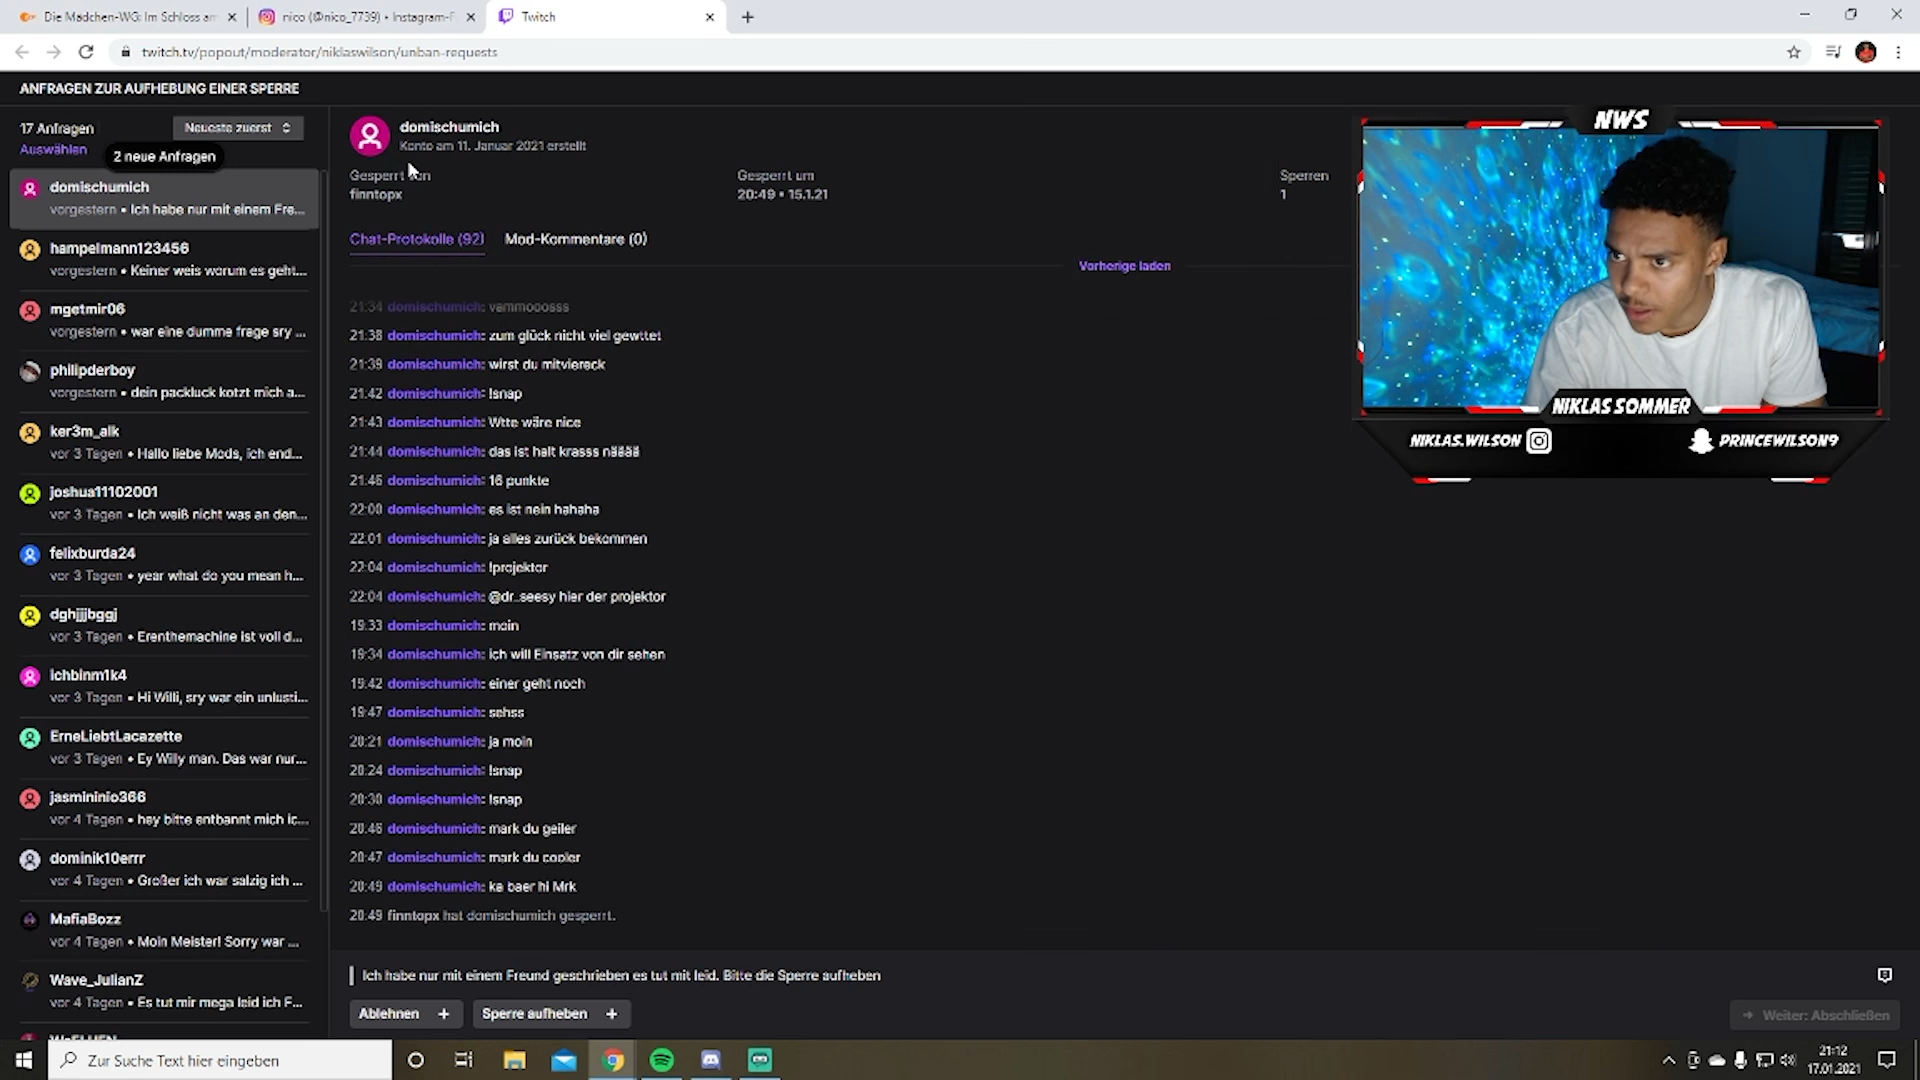 Die Mädchen-WG: Im Schloss am
nico (@nico_7739) • Instagram-F
Twitch
twitch.tv/popout/moderator/niklaswilson/unban-requests
ANFRAGEN ZUR AUFHEBUNG EINER SPERRE
17 Anfragen
Neueste zuerst
Auswählen
2 neue Anfragen
domischumich
vorgestern • Ich habe nur mit einem Fre...
hampelmann123456
vorgestern • Keiner weis worum es geht...
mgetmir06
vorgestern • war eine dumme frage sry ...
philipderboy
vorgestern • dein packluck kotzt mich a...
ker3m_alk
vor 3 Tagen • Hallo liebe Mods, ich end...
joshua11102001
vor 3 Tagen • Ich weiß nicht was an den...
felixburda24
vor 3 Tagen • year what do you mean h...
dghjjjbggj
vor 3 Tagen • Erenthemachine ist voll d...
ichbinm1k4
vor 3 Tagen • Hi Willi, sry war ein unlusti...
ErneLiebtLacazette
vor 3 Tagen • Ey Willy man. Das war nur...
jasmininio366
vor 4 Tagen • hey bitte entbannt mich ic...
dominik10errr
vor 4 Tagen • Großer ich war salzig ich ...
MafiaBozz
vor 4 Tagen • Moin Meister! Sorry war ...
Wave_JulianZ
vor 4 Tagen • Es tut mir mega leid ich F...
domischumich
Konto am 11. Januar 2021 erstellt
Gesperrt von
finntopx
Gesperrt um
20:49 • 15.1.21
Sperren
1
Chat-Protokolle (92)
Mod-Kommentare (0)
Vorherige laden
21:34 domischumich: vammooosss
21:38 domischumich: zum glück nicht viel gewttet
21:39 domischumich: wirst du mitviereck
21:42 domischumich: !snap
21:43 domischumich: Wtte wäre nice
21:44 domischumich: das ist halt krasss nääää
21:46 domischumich: 16 punkte
22:00 domischumich: es ist nein hahaha
22:01 domischumich: ja alles zurück bekommen
22:04 domischumich: !projektor
22:04 domischumich: @dr_seesy hier der projektor
19:33 domischumich: moin
19:34 domischumich: ich will Einsatz von dir sehen
19:42 domischumich: einer geht noch
19:47 domischumich: sehss
20:21 domischumich: ja moin
20:24 domischumich: !snap
20:30 domischumich: !snap
20:46 domischumich: mark du geiler
20:47 domischumich: mark du cooler
20:49 domischumich: ka baer hi Mrk
20:49 finntopx hat domischumich gesperrt.
Ich habe nur mit einem Freund geschrieben es tut mit leid. Bitte die Sperre aufheben
Ablehnen +
Sperre aufheben +
Weiter: Abschließen
NWS
NIKLAS SOMMER
NIKLAS.WILSON
PRINCEWILSON9
Zur Suche Text hier eingeben
21:12
17.01.2021